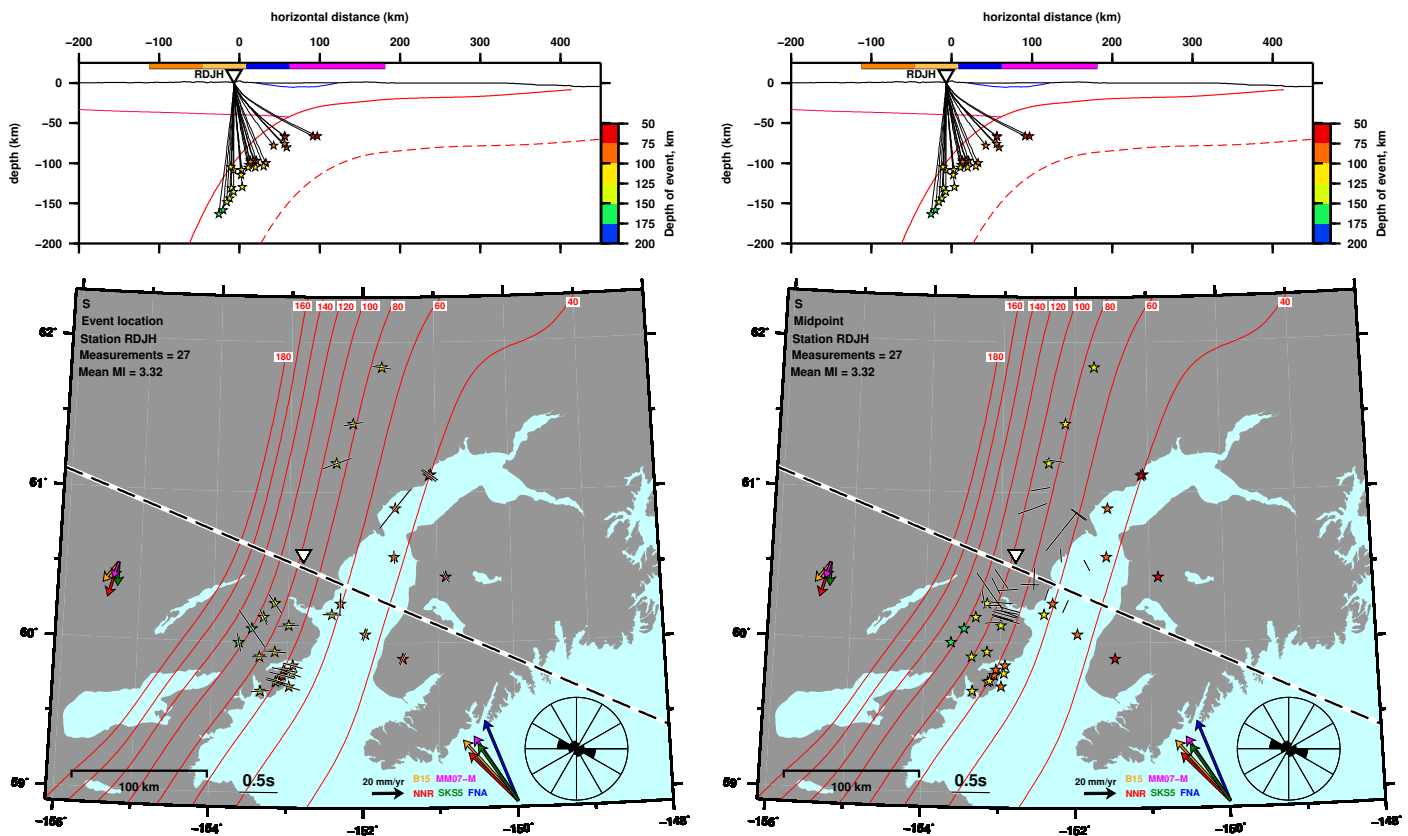 horizontal distance (km)
−200 −100 0 100 200 300 400
RDJH
0
−50
−100
−150
−200
depth (km)
50
75
100
125
150
175
200
Depth of event, km
horizontal distance (km)
−200 −100 0 100 200 300 400
RDJH
0
−50
−100
−150
−200
50
75
100
125
150
175
200
Depth of event, km
S
Event location
Station RDJH
Measurements = 27
Mean MI = 3.32
180 160 140 120 100 80 60 40
62°
61°
60°
59°
100 km
0.5s
20 mm/yr
B15 MM07−M
NNR SKS5 FNA
−156° −154° −152° −150° −148°
S
Midpoint
Station RDJH
Measurements = 27
Mean MI = 3.32
180 160 140 120 100 80 60 40
62°
61°
60°
59°
100 km
0.5s
20 mm/yr
B15 MM07−M
NNR SKS5 FNA
−156° −154° −152° −150° −148°